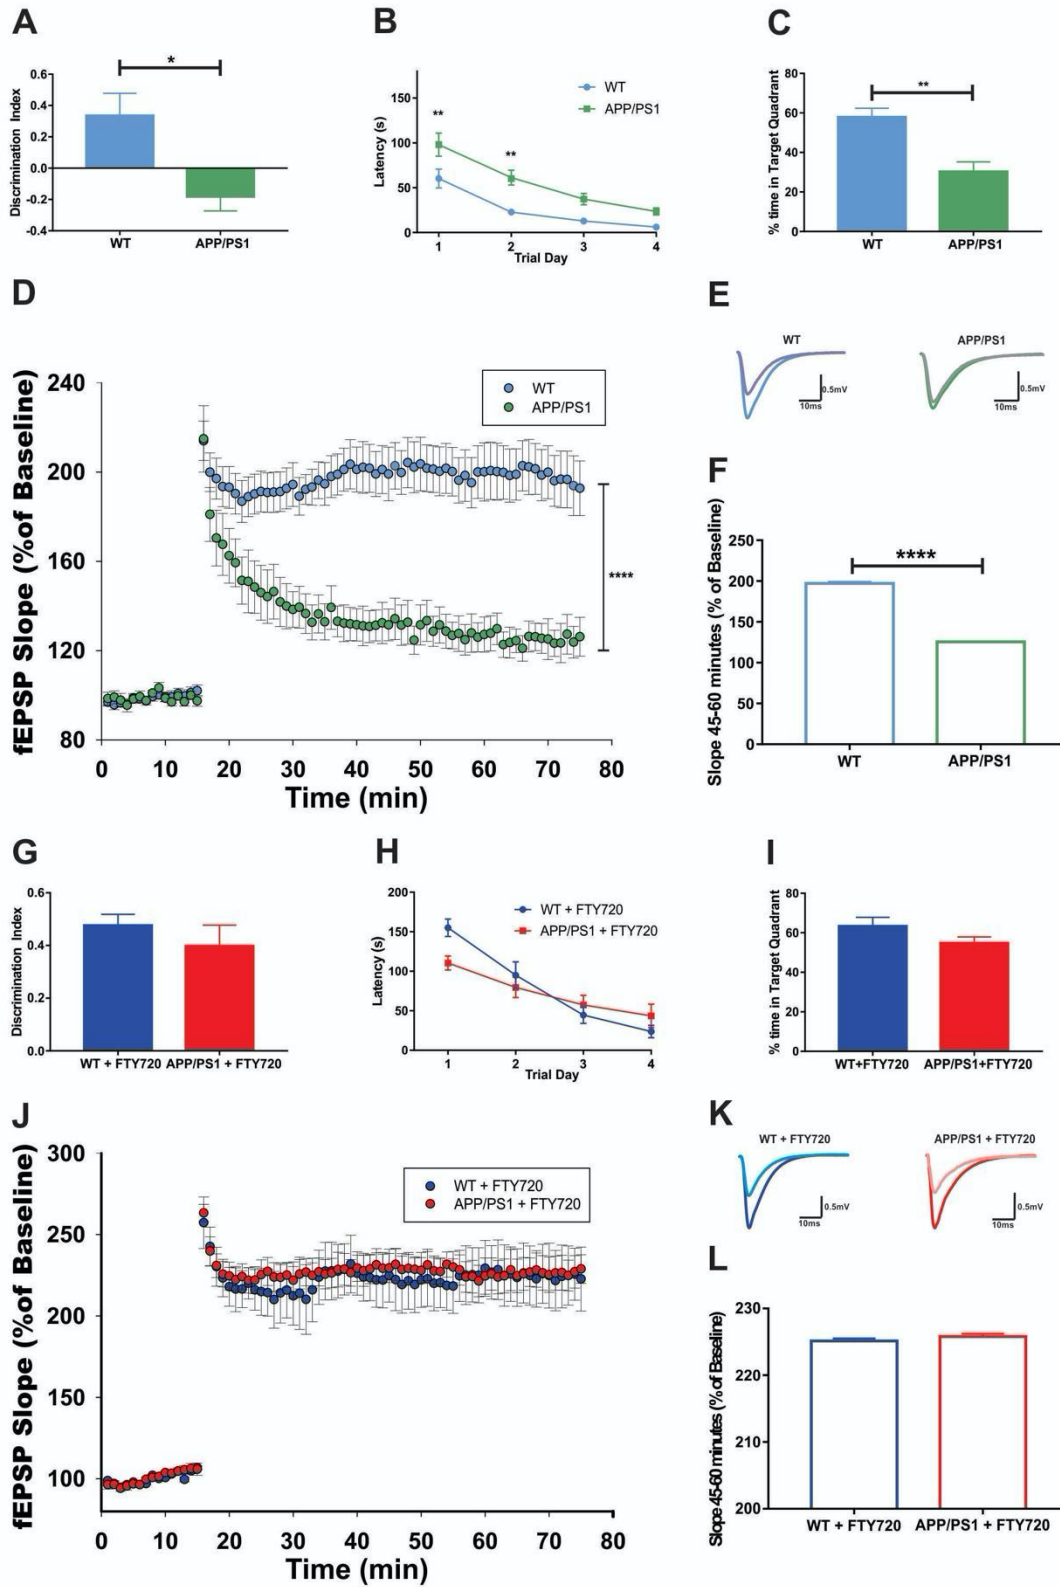 A
*
0.6
0.4
0.2
0.0
-0.2
-0.4
Discrimination Index
WT
APP/PS1
B
150
100
50
0
Latency (s)
**
**
WT
APP/PS1
1
2
3
4
Trial Day
C
**
80
60
40
20
0
% time in Target Quadrant
WT
APP/PS1
D
240
200
160
120
80
fEPSP Slope (%of Baseline)
WT
APP/PS1
****
0
10
20
30
40
50
60
70
80
Time (min)
E
WT
0.5mV
10ms
APP/PS1
0.5mV
10ms
F
250
200
150
100
50
0
Slope 45-60 minutes (% of Baseline)
****
WT
APP/PS1
G
0.6
0.4
0.2
0.0
Discrimination Index
WT + FTY720
APP/PS1 + FTY720
H
200
150
100
50
0
Latency (s)
WT + FTY720
APP/PS1 + FTY720
1
2
3
4
Trial Day
I
80
60
40
20
0
% time in Target Quadrant
WT+FTY720
APP/PS1+FTY720
J
300
250
200
150
100
fEPSP Slope (%of Baseline)
WT + FTY720
APP/PS1 + FTY720
0
10
20
30
40
50
60
70
80
Time (min)
K
WT + FTY720
0.5mV
10ms
APP/PS1 + FTY720
0.5mV
10ms
L
230
220
210
200
Slope 45-60 minutes (% of Baseline)
WT + FTY720
APP/PS1 + FTY720